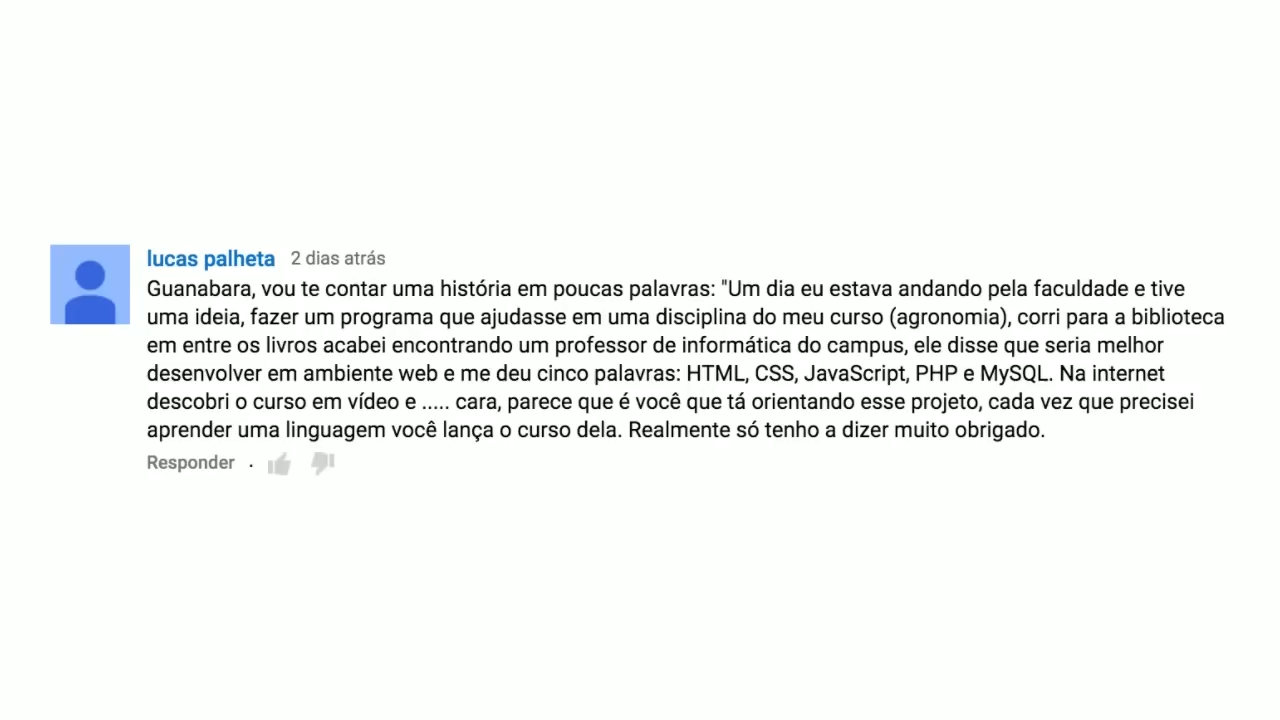 lucas palheta 2 dias atrás
Guanabara, vou te contar uma história em poucas palavras: "Um dia eu estava andando pela faculdade e tive
uma ideia, fazer um programa que ajudasse em uma disciplina do meu curso (agronomia), corri para a biblioteca
em entre os livros acabei encontrando um professor de informática do campus, ele disse que seria melhor
desenvolver em ambiente web e me deu cinco palavras: HTML, CSS, JavaScript, PHP e MySQL. Na internet
descobri o curso em vídeo e ..... cara, parece que é você que tá orientando esse projeto, cada vez que precisei
aprender uma linguagem você lança o curso dela. Realmente só tenho a dizer muito obrigado.
Responder ·